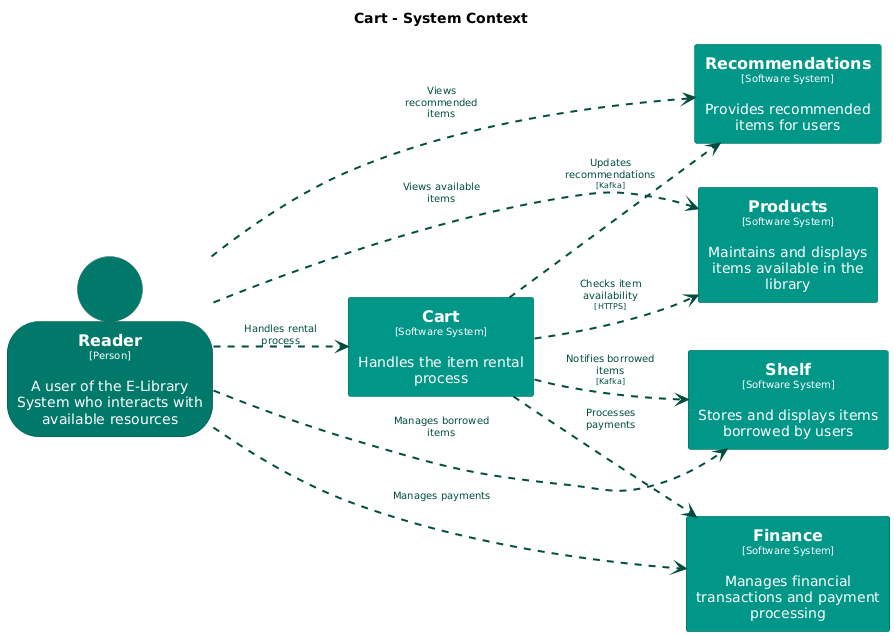 Cart - System Context
Recommendations
[Software System]
Provides recommended
items for users
Views
recommended
items
Updates
recommendations
[Kafka]
Views available
items
Products
[Software System]
Maintains and displays
items available in the
library
Checks item
availability
[HTTPS]
Reader
[Person]
A user of the E-Library
System who interacts with
available resources
Handles rental
process
Cart
[Software System]
Handles the item rental
process
Notifies borrowed
items
[Kafka]
Shelf
[Software System]
Stores and displays items
borrowed by users
Processes
payments
Manages borrowed
items
Manages payments
Finance
[Software System]
Manages financial
transactions and payment
processing